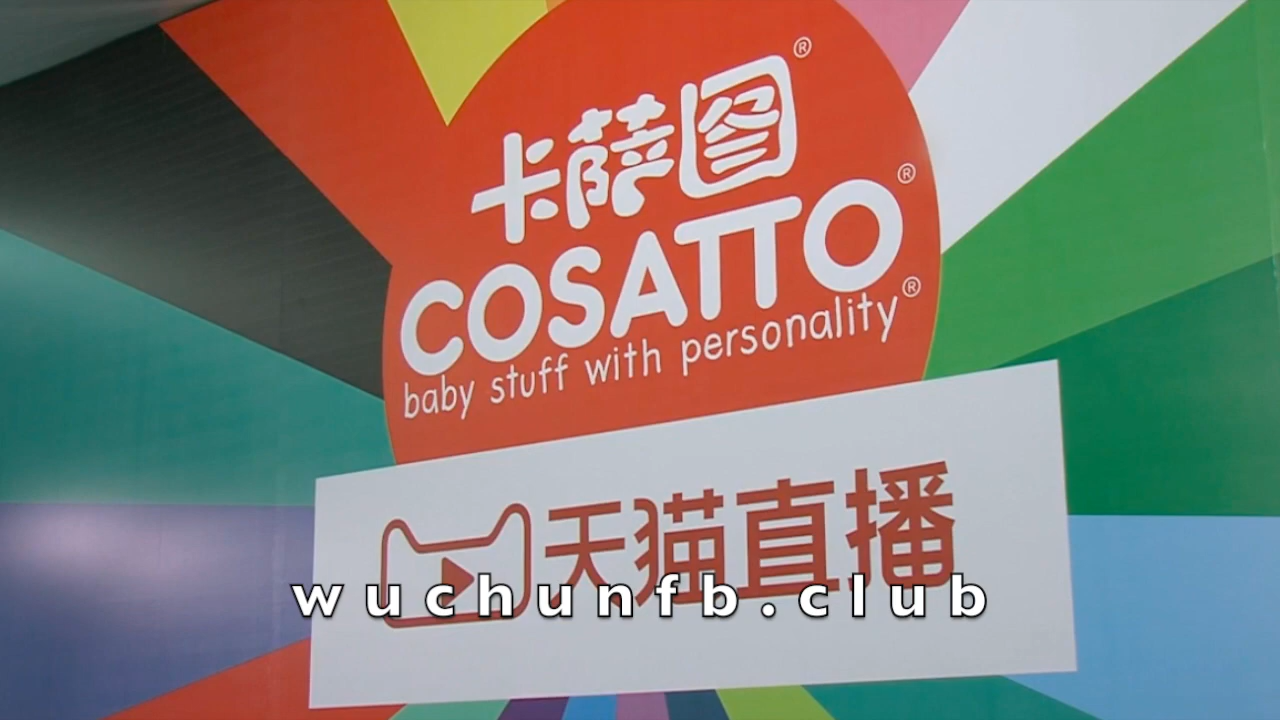 卡萨图®
COSATTO®
baby stuff with personality®
天猫直播
wuchunfb.club